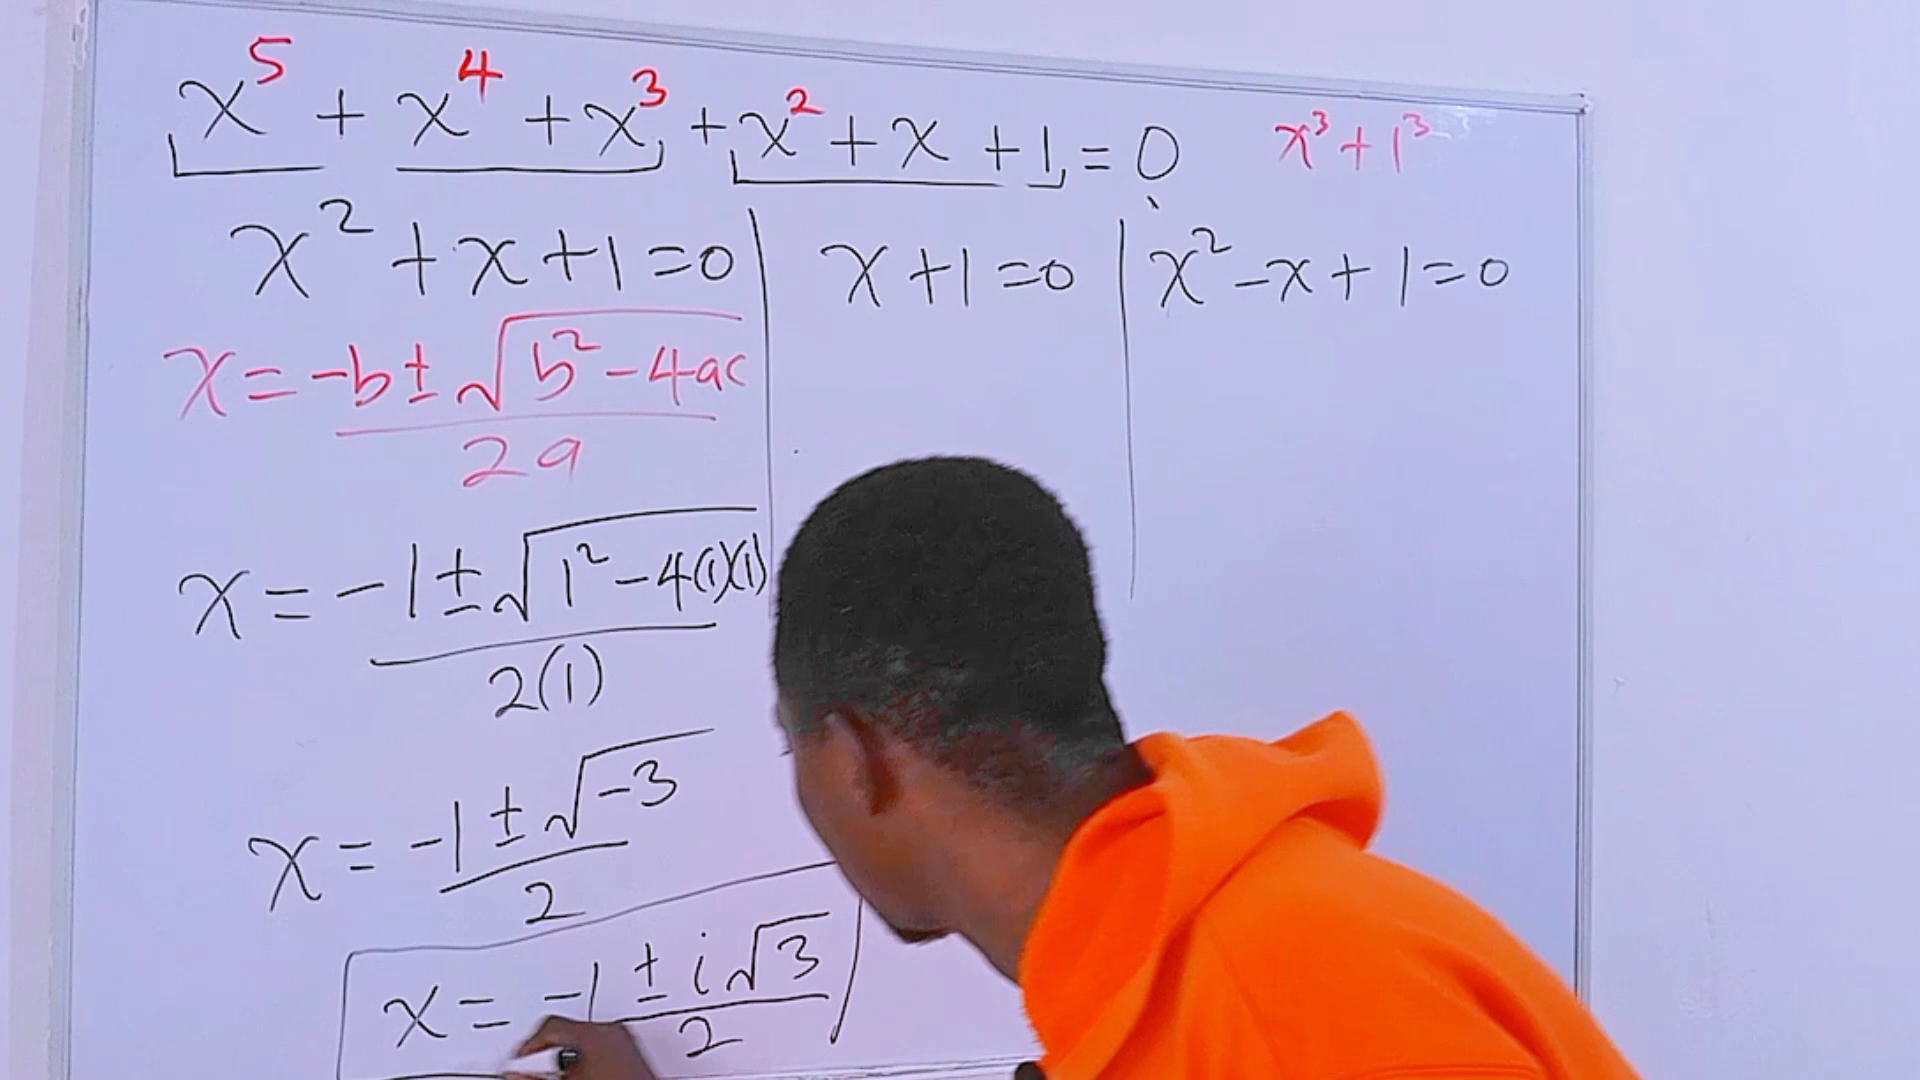 x⁵ + x⁴ + x³ + x² + x + 1 = 0
x³ + 1³
x² + x + 1 = 0
x + 1 = 0
x² - x + 1 = 0
x = -b ± √(b² - 4ac) / 2a
x = -1 ± √(1² - 4(1)(1)) / 2(1)
x = -1 ± √-3 / 2
x = -1 ± i√3 / 2